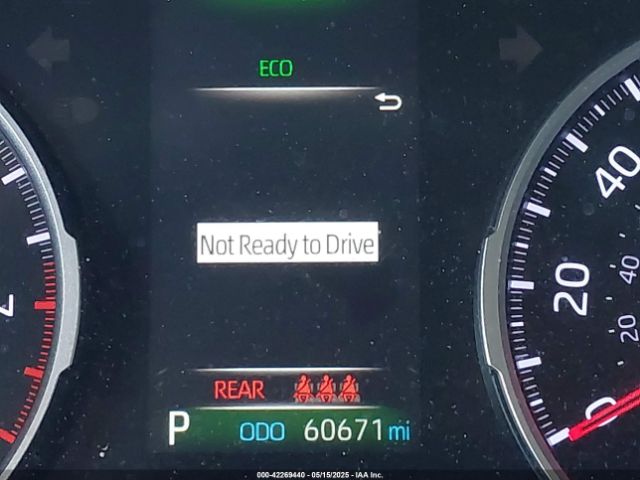 ECO
40
Not Ready to Drive
20
40
20
REAR
0
P ODO 60671 mi
000-42269440 - 05/15/2025 - IAA Inc.